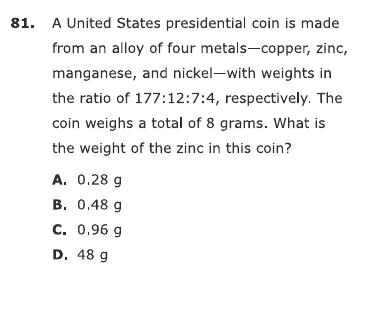 81. A United States presidential coin is made
from an alloy of four metals—copper, zinc,
manganese, and nickel—with weights in
the ratio of 177:12:7:4, respectively. The
coin weighs a total of 8 grams. What is
the weight of the zinc in this coin?
A. 0.28 g
B. 0.48 g
C. 0.96 g
D. 48 g